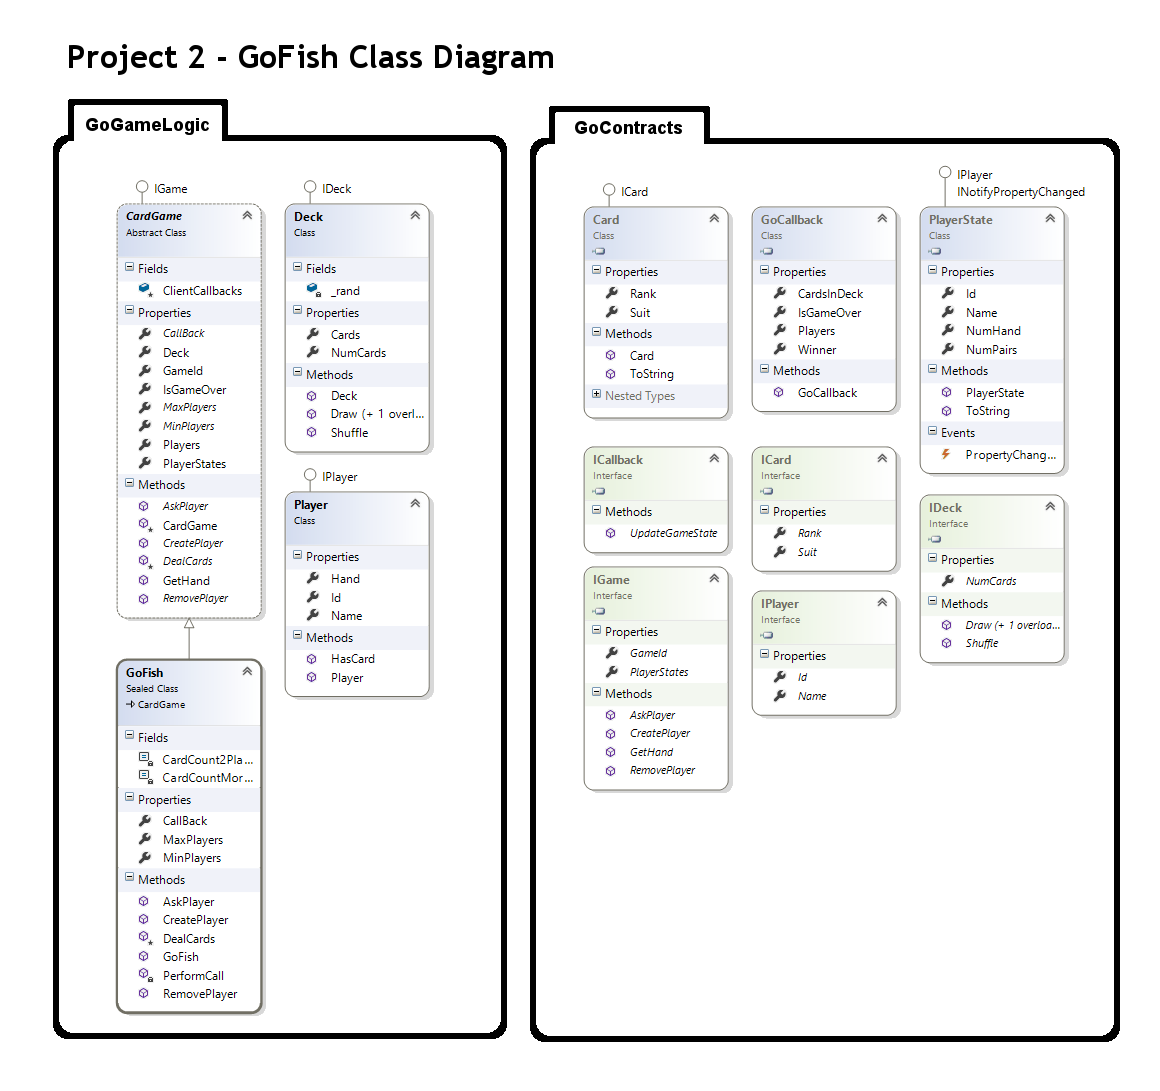 Project 2 - GoFish Class Diagram
GoGameLogic
IGame
CardGame
Abstract Class
Fields
ClientCallbacks
Properties
CallBack
Deck
GameId
IsGameOver
MaxPlayers
MinPlayers
Players
PlayerStates
Methods
AskPlayer
CardGame
CreatePlayer
DealCards
GetHand
RemovePlayer
GoFish
Sealed Class
CardGame
Fields
CardCount2Pla...
CardCountMor...
Properties
CallBack
MaxPlayers
MinPlayers
Methods
AskPlayer
CreatePlayer
DealCards
GoFish
PerformCall
RemovePlayer
IDeck
Deck
Class
Fields
_rand
Properties
Cards
NumCards
Methods
Deck
Draw (+ 1 overl...
Shuffle
IPlayer
Player
Class
Properties
Hand
Id
Name
Methods
HasCard
Player
GoContracts
ICard
Card
Class
Properties
Rank
Suit
Methods
Card
ToString
Nested Types
ICallback
Interface
Methods
UpdateGameState
IGame
Interface
Properties
GameId
PlayerStates
Methods
AskPlayer
CreatePlayer
GetHand
RemovePlayer
GoCallback
Class
Properties
CardsInDeck
IsGameOver
Players
Winner
Methods
GoCallback
ICard
Interface
Properties
Rank
Suit
IPlayer
Interface
Properties
Id
Name
IPlayer
INotifyPropertyChanged
PlayerState
Class
Properties
Id
Name
NumHand
NumPairs
Methods
PlayerState
ToString
Events
PropertyChang...
IDeck
Interface
Properties
NumCards
Methods
Draw (+ 1 overloa...
Shuffle